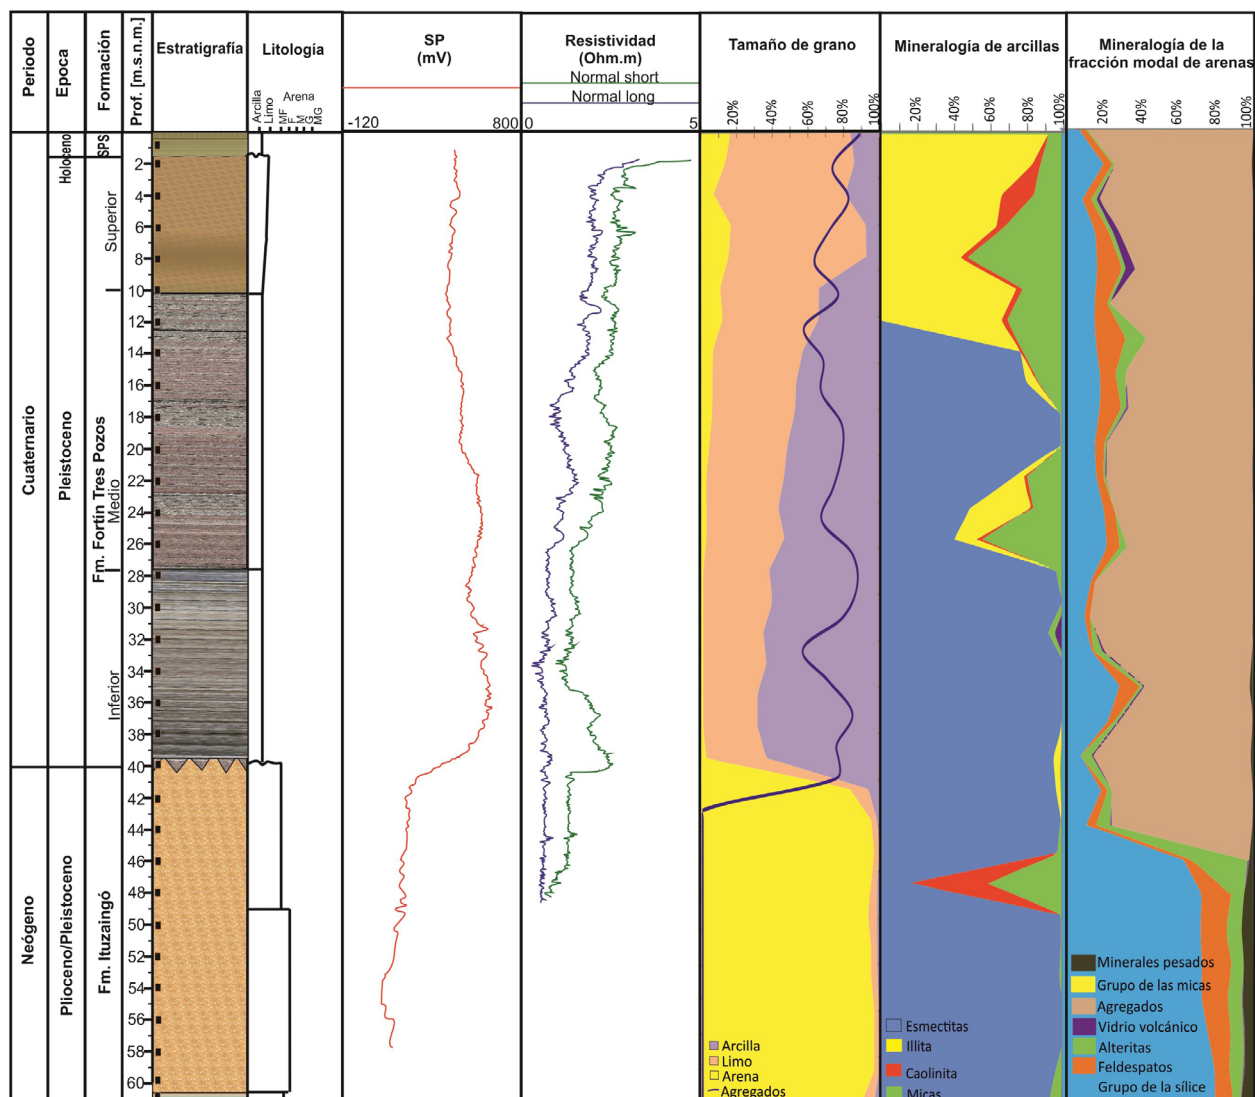 Periodo
Epoca
Formación
Prof. [m.s.n.m.]
Estratigrafía
Litología
Arcilla
Limo
Arena
MF
F
M
G
MG
SP
(mV)
-120
800
Resistividad
(Ohm.m)
Normal short
Normal long
0
5
Tamaño de grano
20%
40%
60%
80%
100%
Mineralogía de arcillas
20%
40%
60%
80%
100%
Mineralogía de la
fracción modal de arenas
20%
40%
60%
80%
100%
Cuaternario
Neógeno
Holoceno
Pleistoceno
Plioceno/Pleistoceno
SPS
Fm. Fortín Tres Pozos
Superior
Medio
Inferior
Fm. Ituzaingó
2
4
6
8
10
12
14
16
18
20
22
24
26
28
30
32
34
36
38
40
42
44
46
48
50
52
54
56
58
60
Arcilla
Limo
Arena
Agregados
Esmectitas
Illita
Caolinita
Micas
Minerales pesados
Grupo de las micas
Agregados
Vidrio volcánico
Alteritas
Feldespatos
Grupo de la sílice